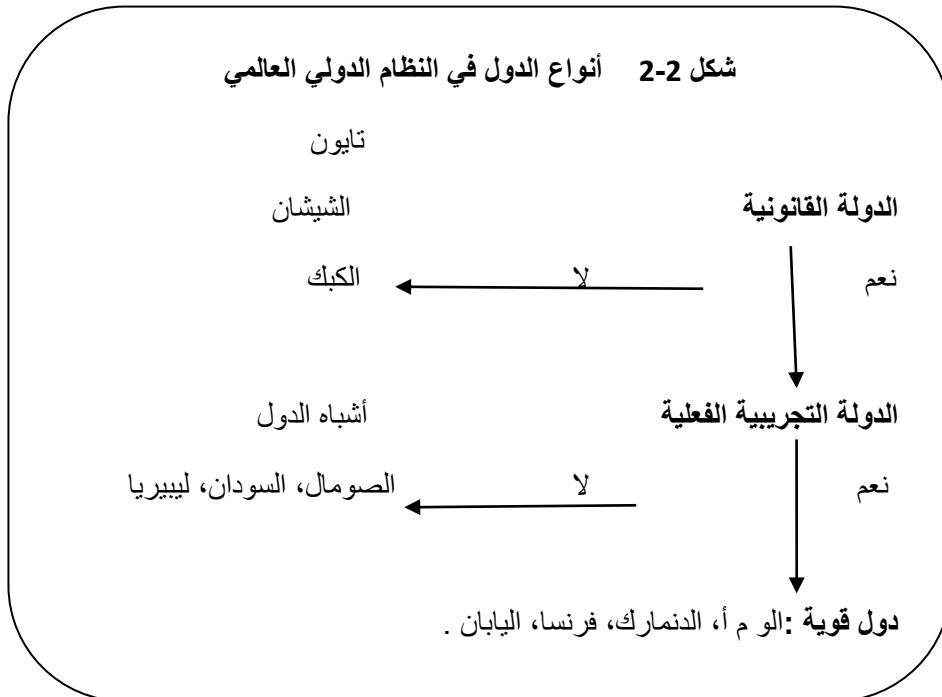 شكل 2-2 أنواع الدول في النظام الدولي العالمي
تايون
الدولة القانونية الشيشان
نعم لا الكبك
الدولة التجريبية الفعلية أشباه الدول
نعم لا الصومال، السودان، ليبيريا
دول قوية :الو م أ، الدنمارك، فرنسا، اليابان .